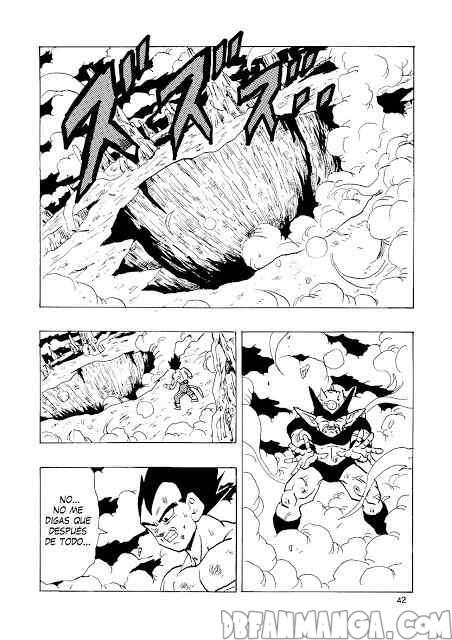 ズズズ...
NO...
NO ME
DIGAS QUE
DESPUÉS
DE TODO...
42
DBFANMANGA.COM